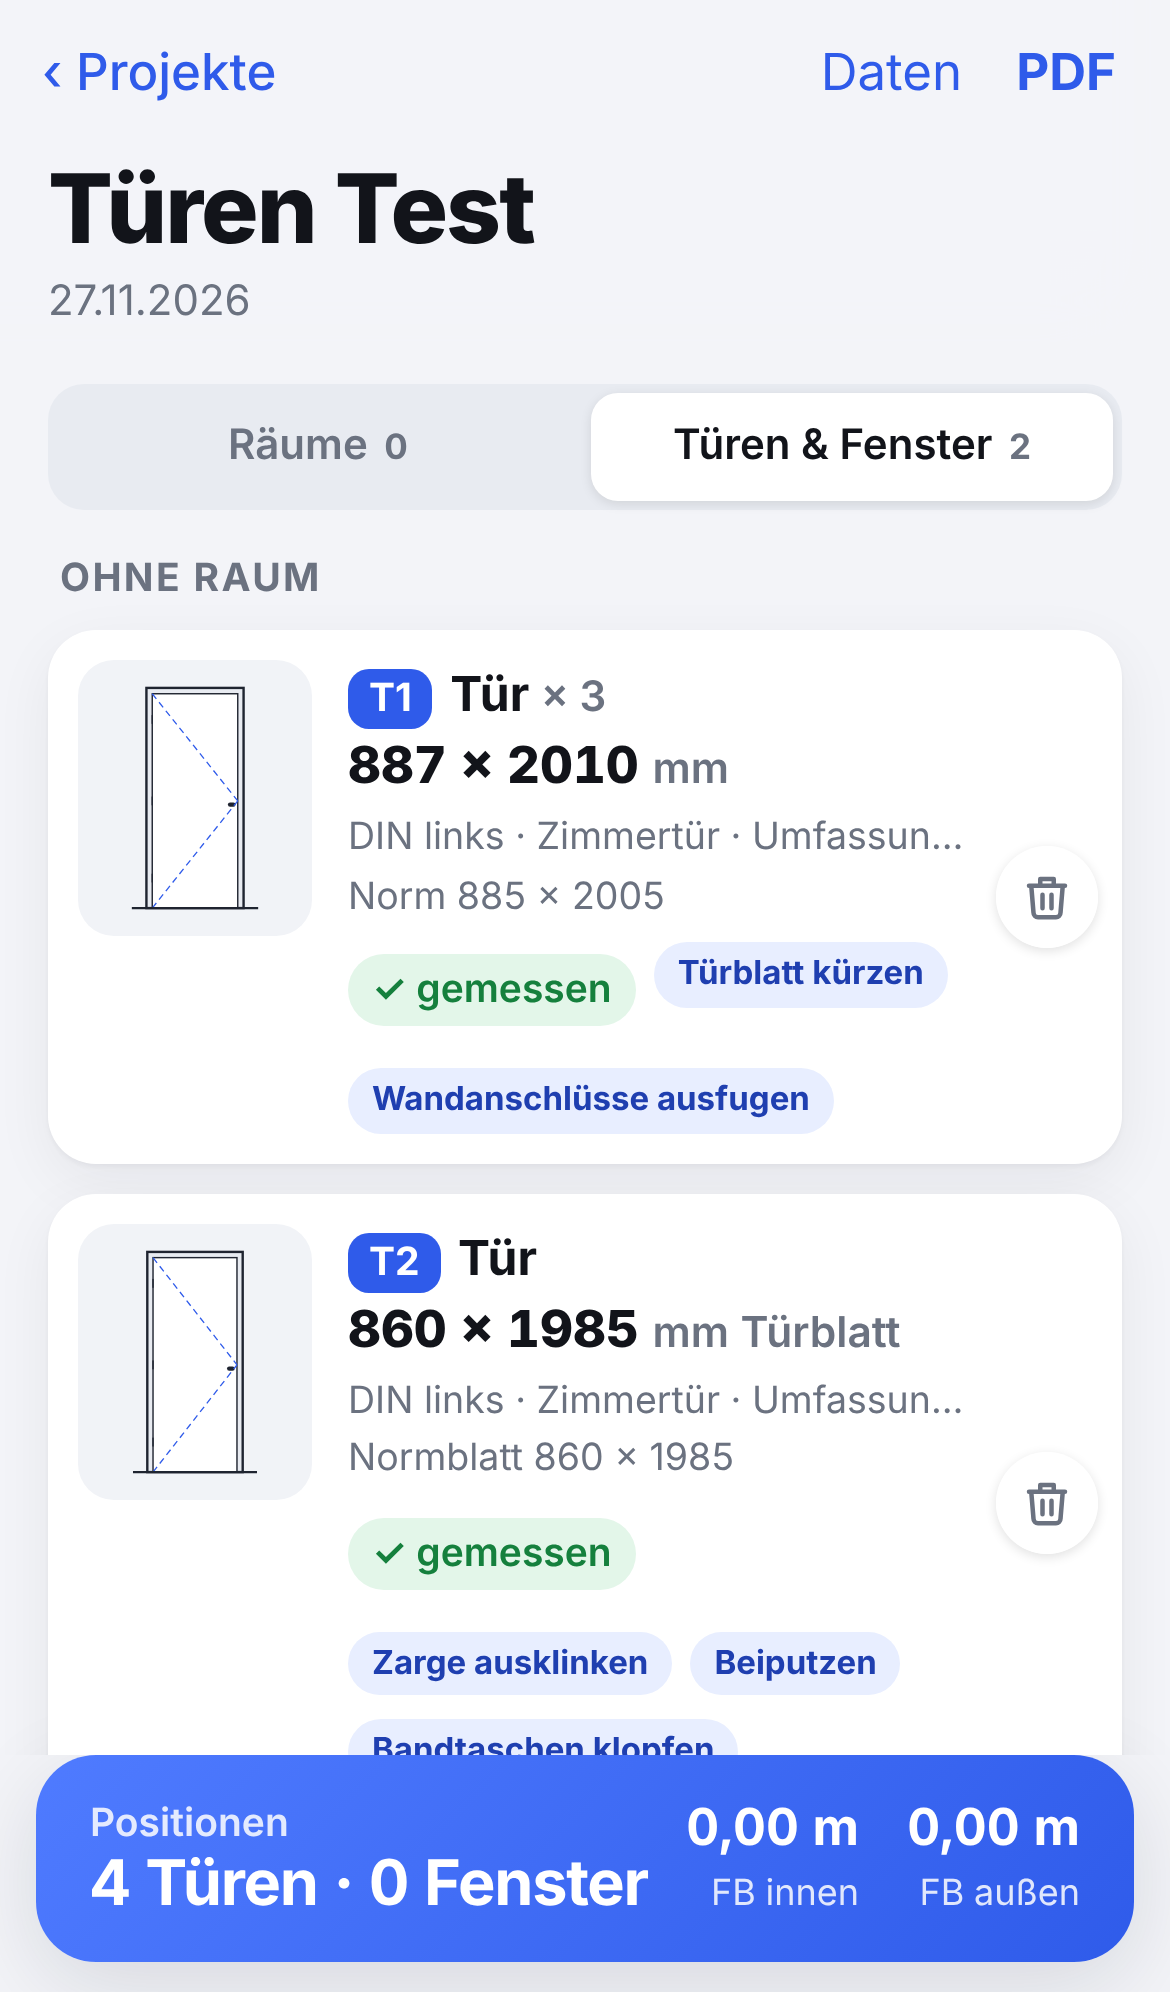 ‹ Projekte Daten PDF
Türen Test
27.11.2026
Räume 0 Türen & Fenster 2
OHNE RAUM
T1 Tür × 3
887 × 2010 mm
DIN links · Zimmertür · Umfassun...
Norm 885 × 2005
✓ gemessen Türblatt kürzen
Wandanschlüsse ausfugen
T2 Tür
860 × 1985 mm Türblatt
DIN links · Zimmertür · Umfassun...
Normblatt 860 × 1985
✓ gemessen
Zarge ausklinken Beiputzen
Bandtaschen klopfen
Positionen
4 Türen · 0 Fenster
0,00 m 0,00 m
FB innen FB außen